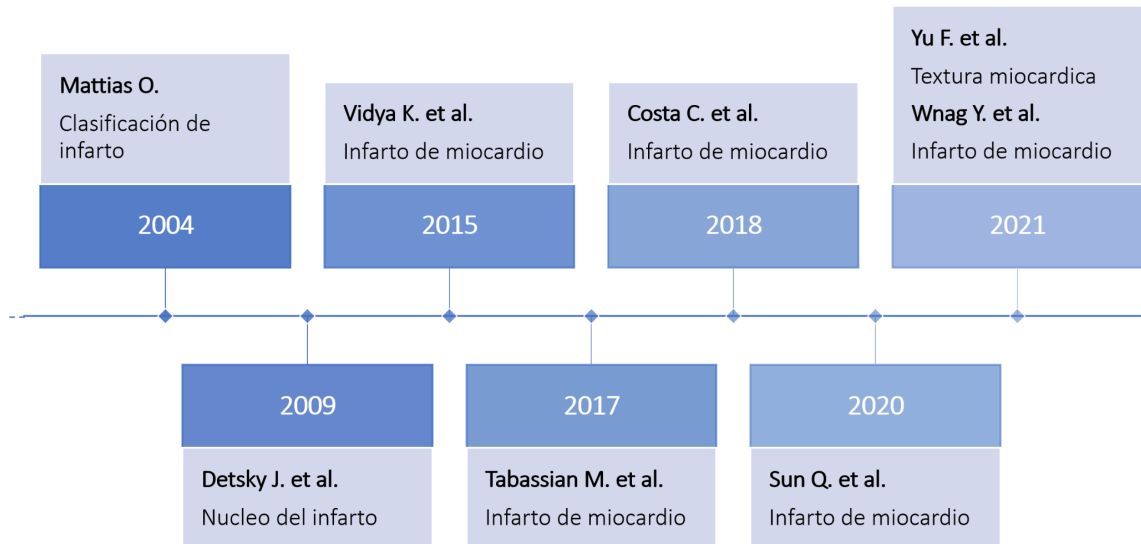 Mattias O.
Clasificación de
infarto
2004
Detsky J. et al.
Nucleo del infarto
2009
Vidya K. et al.
Infarto de miocardio
2015
Tabassian M. et al.
Infarto de miocardio
2017
Costa C. et al.
Infarto de miocardio
2018
Sun Q. et al.
Infarto de miocardio
2020
Yu F. et al.
Textura miocardica
Wnag Y. et al.
Infarto de miocardio
2021